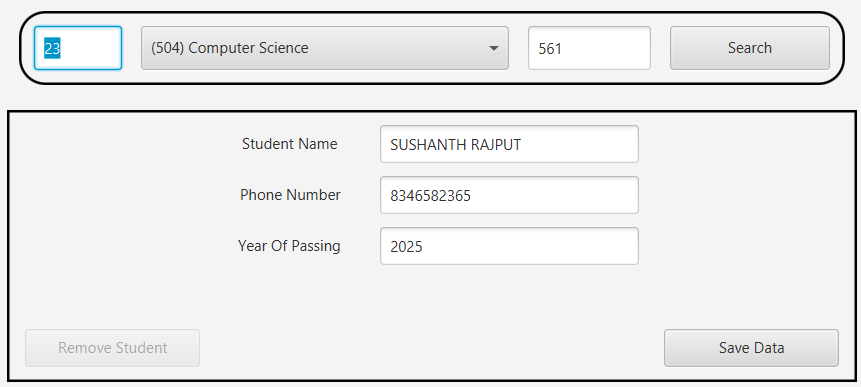 23 (504) Computer Science 561 Search
Student Name SUSHANTH RAJPUT
Phone Number 8346582365
Year Of Passing 2025
Remove Student Save Data